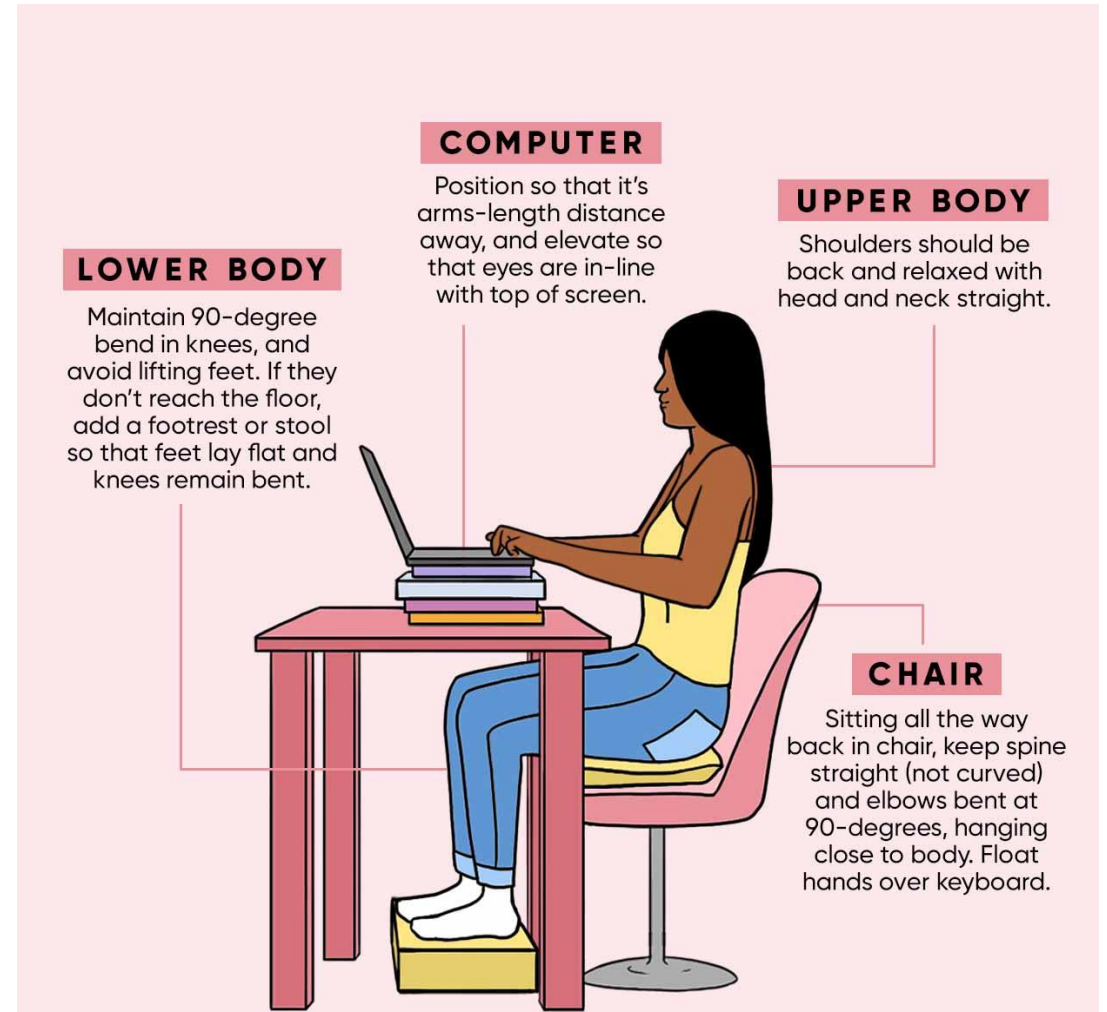 COMPUTER
Position so that it’s
arms-length distance
away, and elevate so
that eyes are in-line
with top of screen.
UPPER BODY
Shoulders should be
back and relaxed with
head and neck straight.
LOWER BODY
Maintain 90-degree
bend in knees, and
avoid lifting feet. If they
don’t reach the floor,
add a footrest or stool
so that feet lay flat and
knees remain bent.
CHAIR
Sitting all the way
back in chair, keep spine
straight (not curved)
and elbows bent at
90-degrees, hanging
close to body. Float
hands over keyboard.